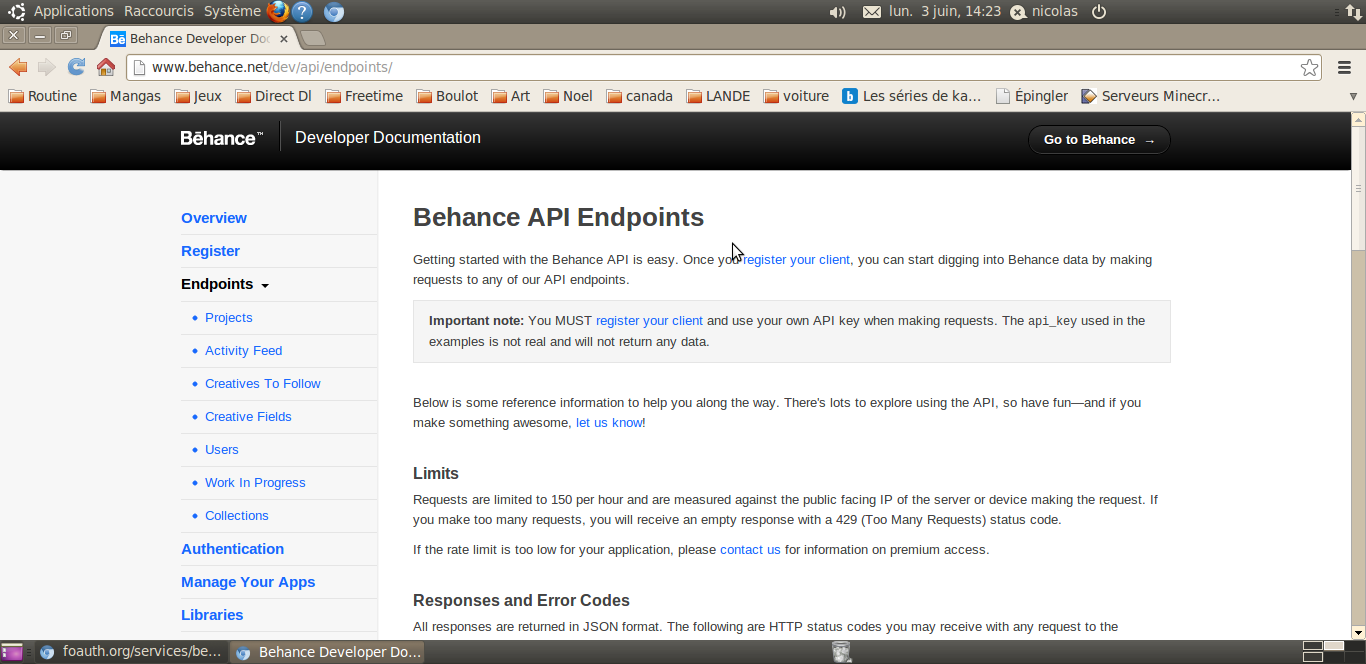 Applications Raccourcis Système
lun. 3 juin, 14:23 nicolas
Behance Developer Do
www.behance.net/dev/api/endpoints/
Routine Mangas Jeux Direct Dl Freetime Boulot Art Noel canada LANDE voiture Les séries de ka... Épingler Serveurs Minecr...
Bēhance™ Developer Documentation Go to Behance →
Overview
Register
Endpoints
Projects
Activity Feed
Creatives To Follow
Creative Fields
Users
Work In Progress
Collections
Authentication
Manage Your Apps
Libraries
Behance API Endpoints
Getting started with the Behance API is easy. Once you register your client, you can start digging into Behance data by making
requests to any of our API endpoints.
Important note: You MUST register your client and use your own API key when making requests. The api_key used in the
examples is not real and will not return any data.
Below is some reference information to help you along the way. There's lots to explore using the API, so have fun—and if you
make something awesome, let us know!
Limits
Requests are limited to 150 per hour and are measured against the public facing IP of the server or device making the request. If
you make too many requests, you will receive an empty response with a 429 (Too Many Requests) status code.
If the rate limit is too low for your application, please contact us for information on premium access.
Responses and Error Codes
All responses are returned in JSON format. The following are HTTP status codes you may receive with any request to the
foauth.org/services/be... Behance Developer Do...